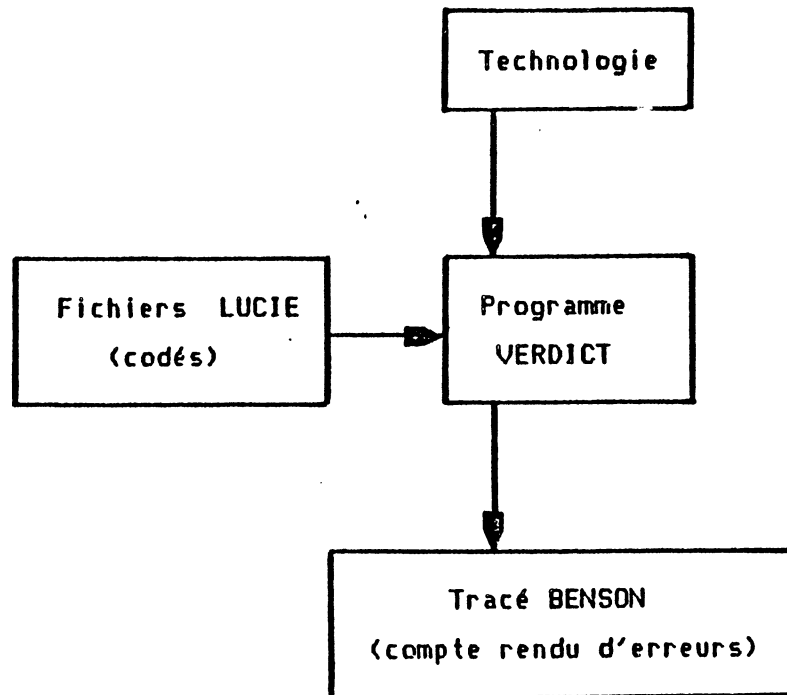 Technologie
Fichiers LUCIE
(codés)
Programme
VERDICT
Tracé BENSON
(compte rendu d'erreurs)